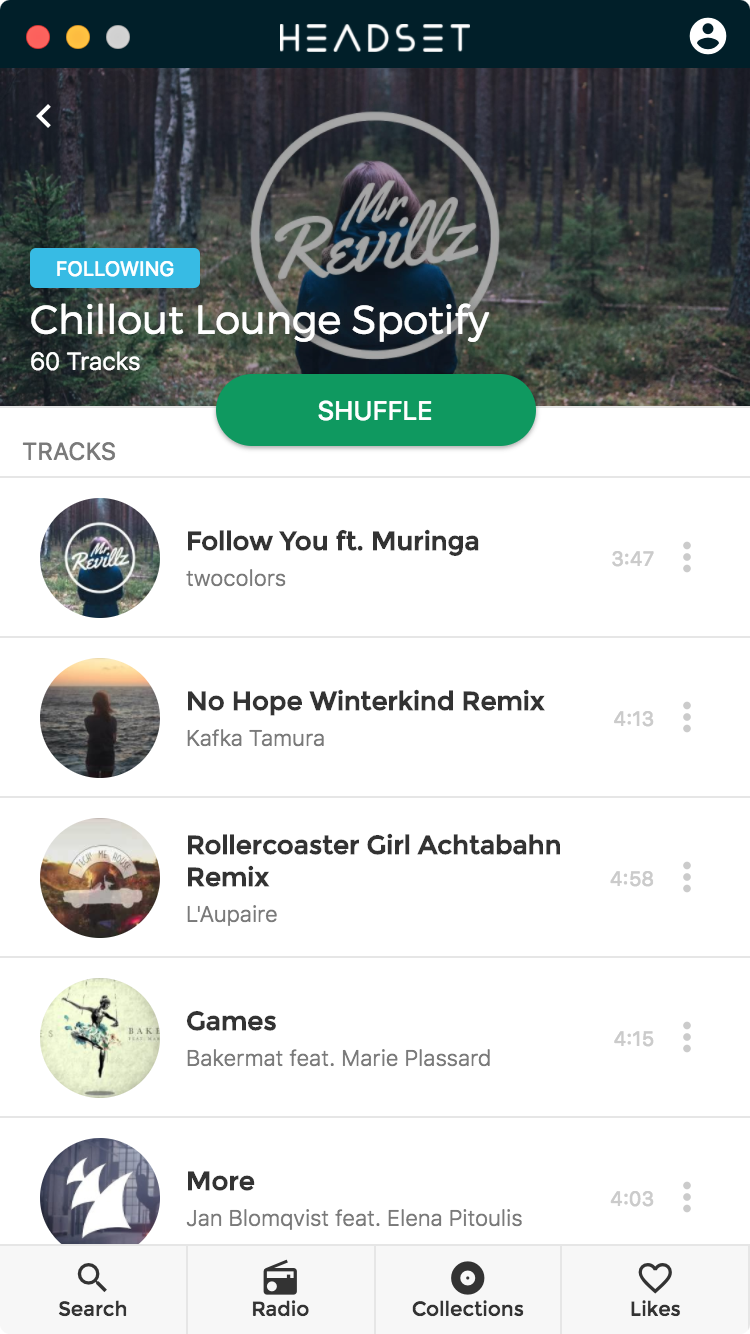 HEADSET
Mr.
Revillz
FOLLOWING
Chillout Lounge Spotify
60 Tracks
SHUFFLE
TRACKS
Mr.
Revillz
Follow You ft. Muringa
3:47
twocolors
No Hope Winterkind Remix
4:13
Kafka Tamura
Rollercoaster Girl Achtabahn
Remix
4:58
L'Aupaire
BAKE
Games
4:15
Bakermat feat. Marie Plassard
More
4:03
Jan Blomqvist feat. Elena Pitoulis
Search
Radio
Collections
Likes